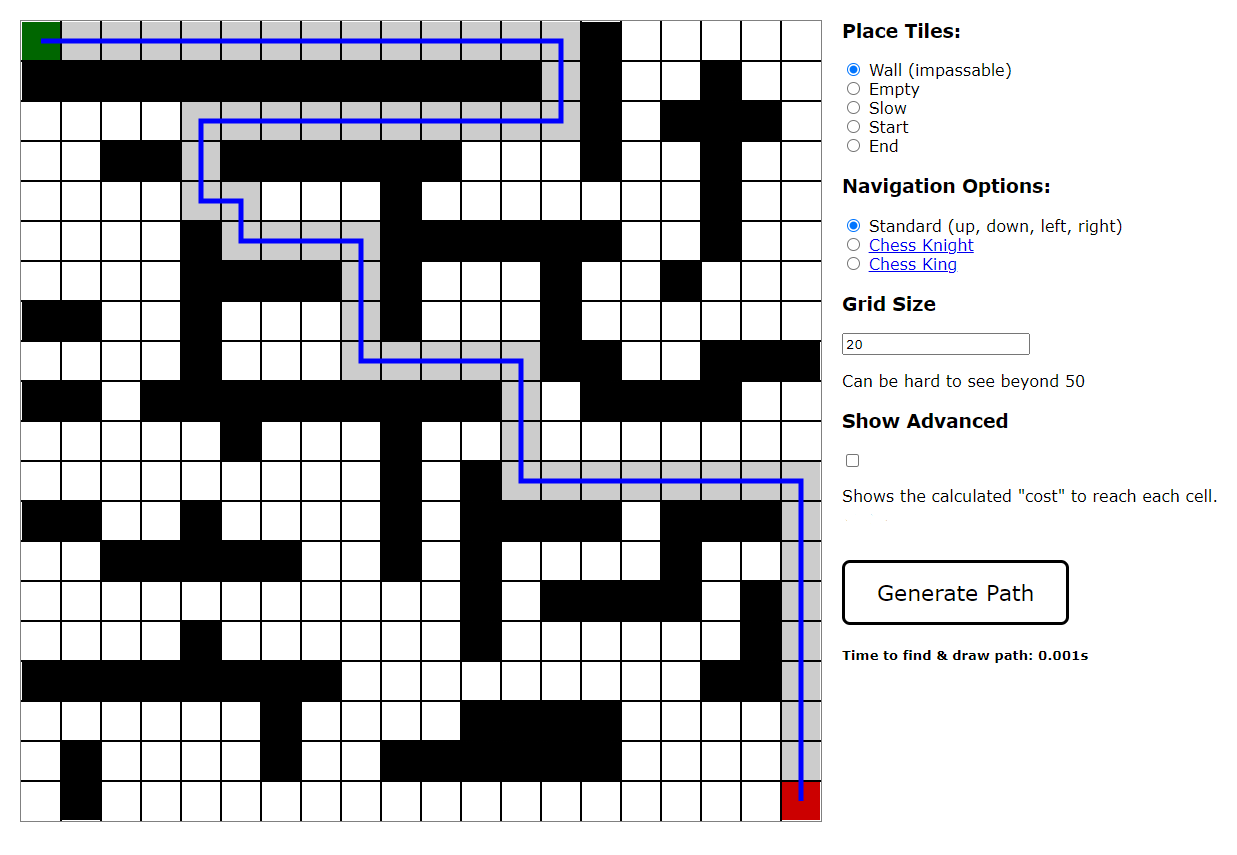 Place Tiles:
Wall (impassable)
Empty
Slow
Start
End
Navigation Options:
Standard (up, down, left, right)
Chess Knight
Chess King
Grid Size
20
Can be hard to see beyond 50
Show Advanced
Shows the calculated "cost" to reach each cell.
Generate Path
Time to find & draw path: 0.001s